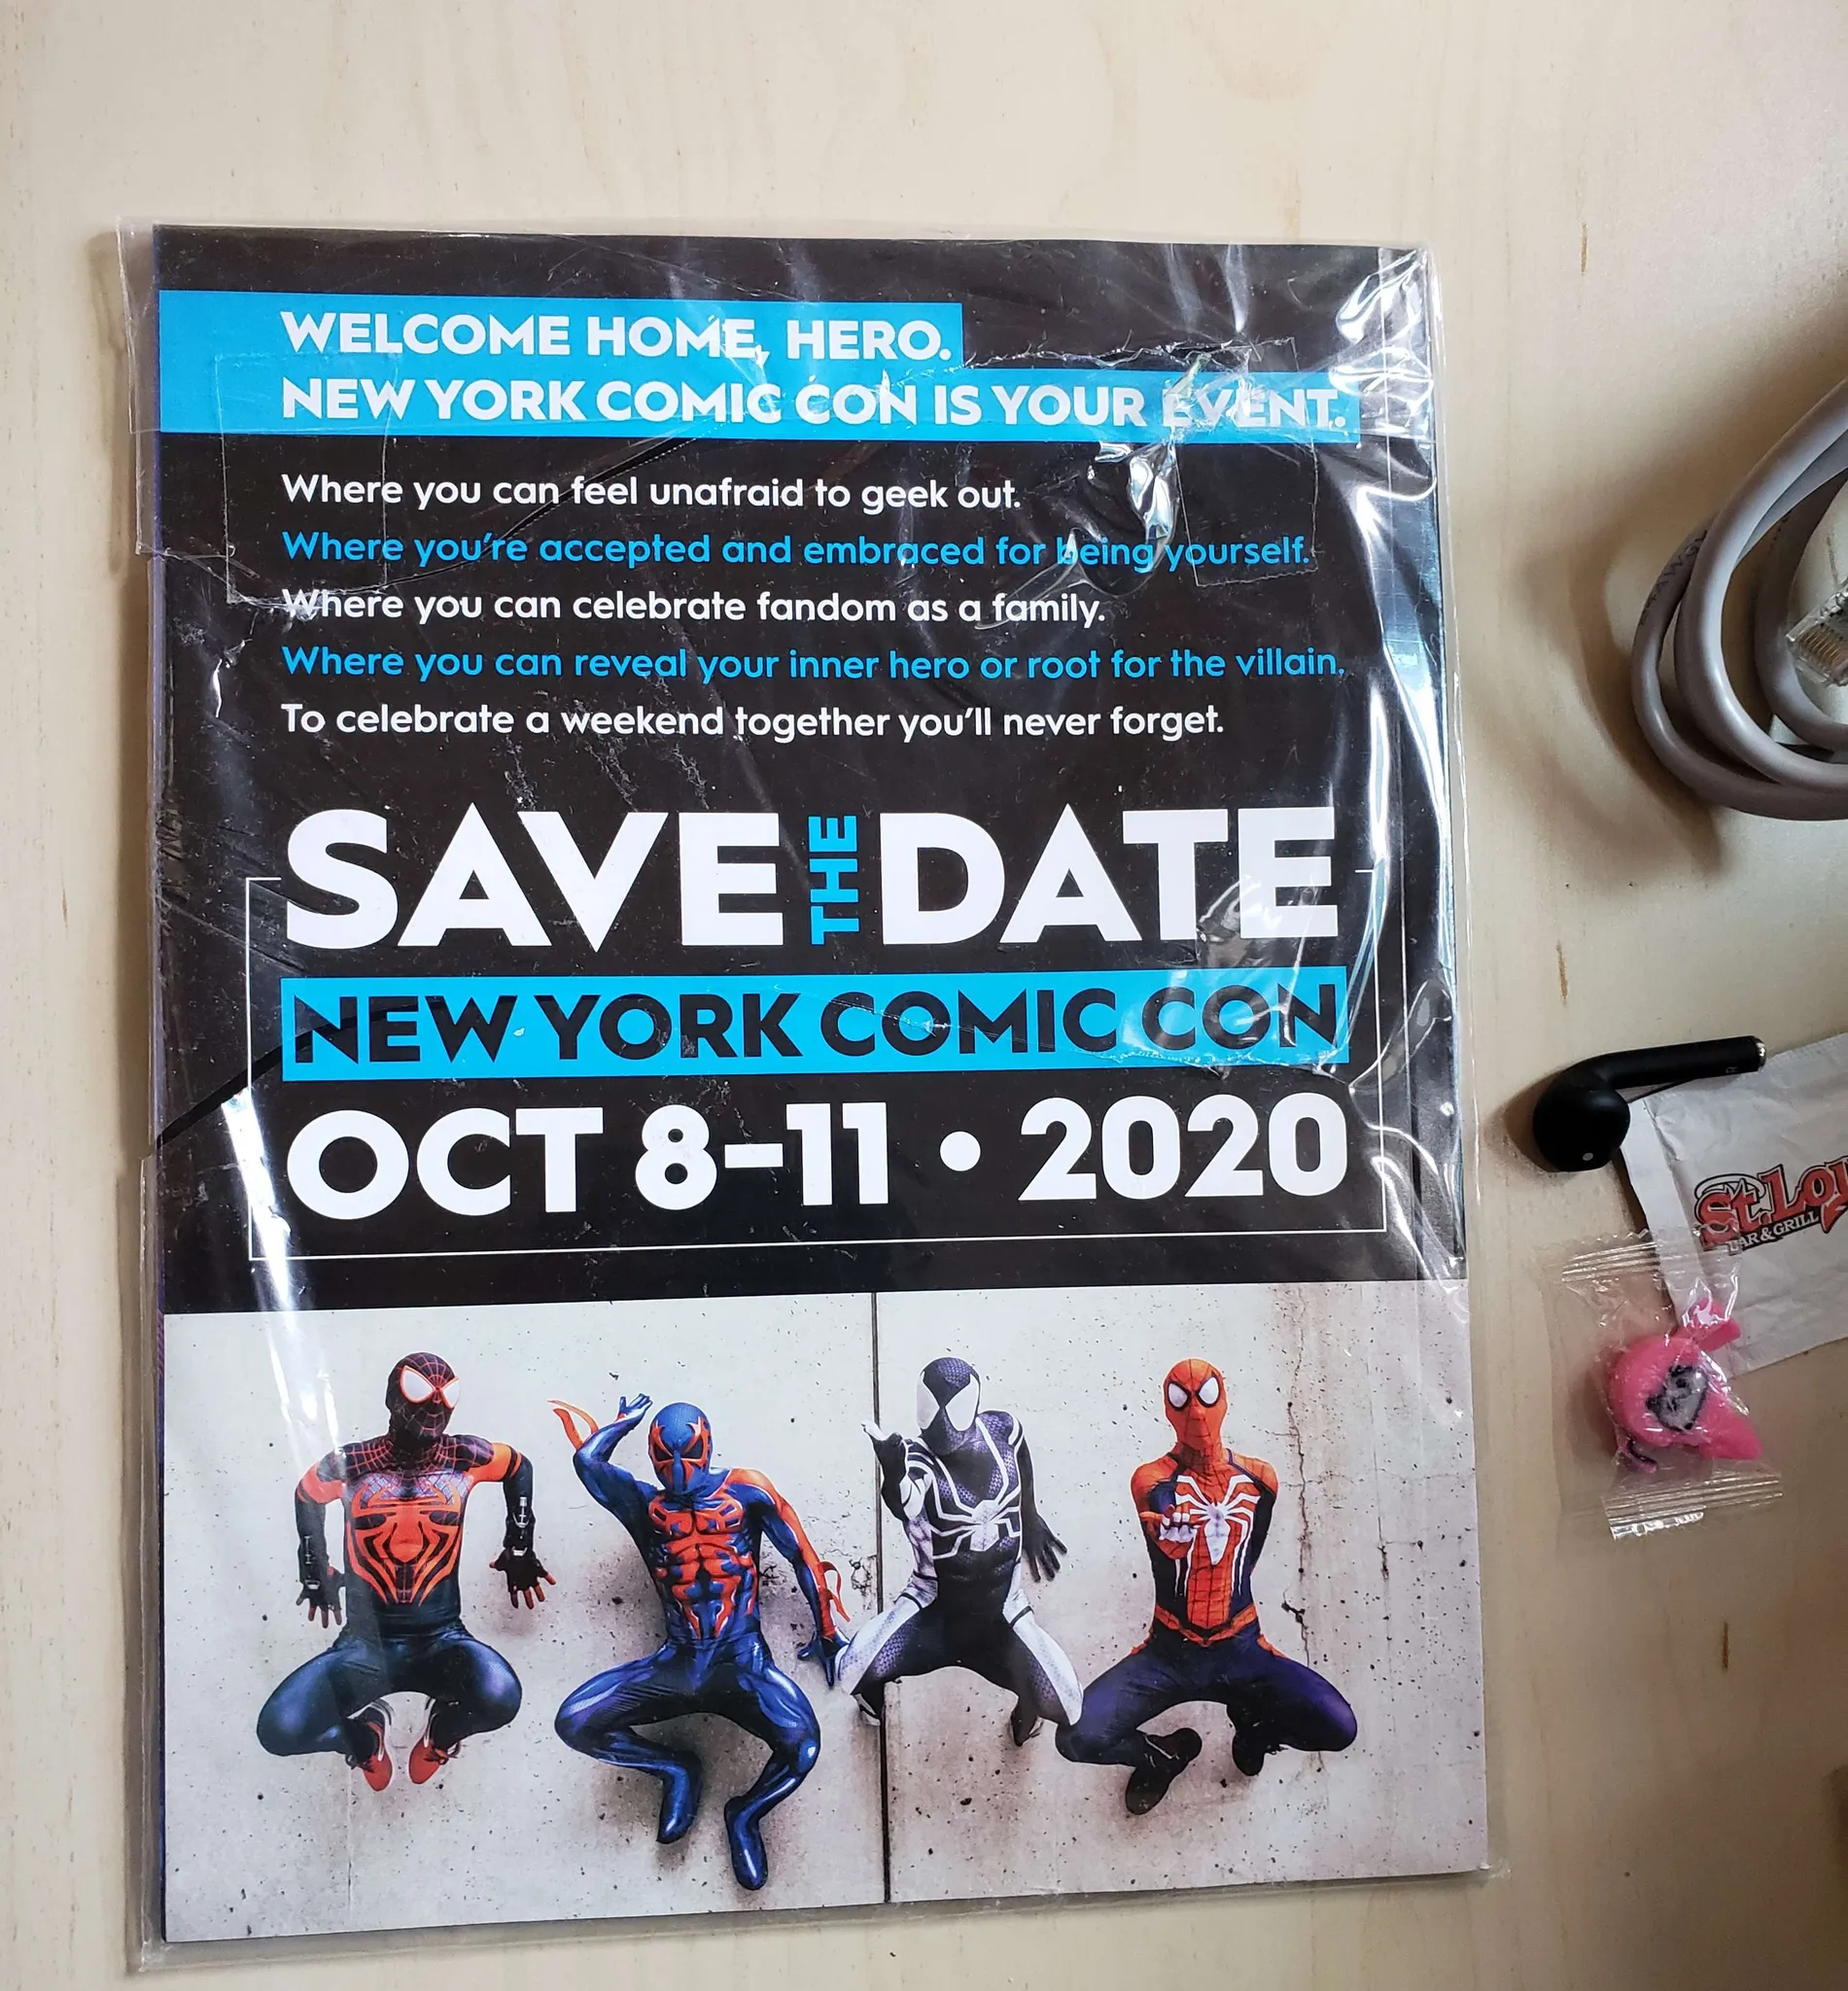 WELCOME HOME, HERO.
NEW YORK COMIC CON IS YOUR EVENT.
Where you can feel unafraid to geek out.
Where you're accepted and embraced for being yourself.
Where you can celebrate fandom as a family.
Where you can reveal your inner hero or root for the villain,
To celebrate a weekend together you'll never forget.
SAVE THE DATE
NEW YORK COMIC CON
OCT 8-11 • 2020
R
St.
BAR & GRILL